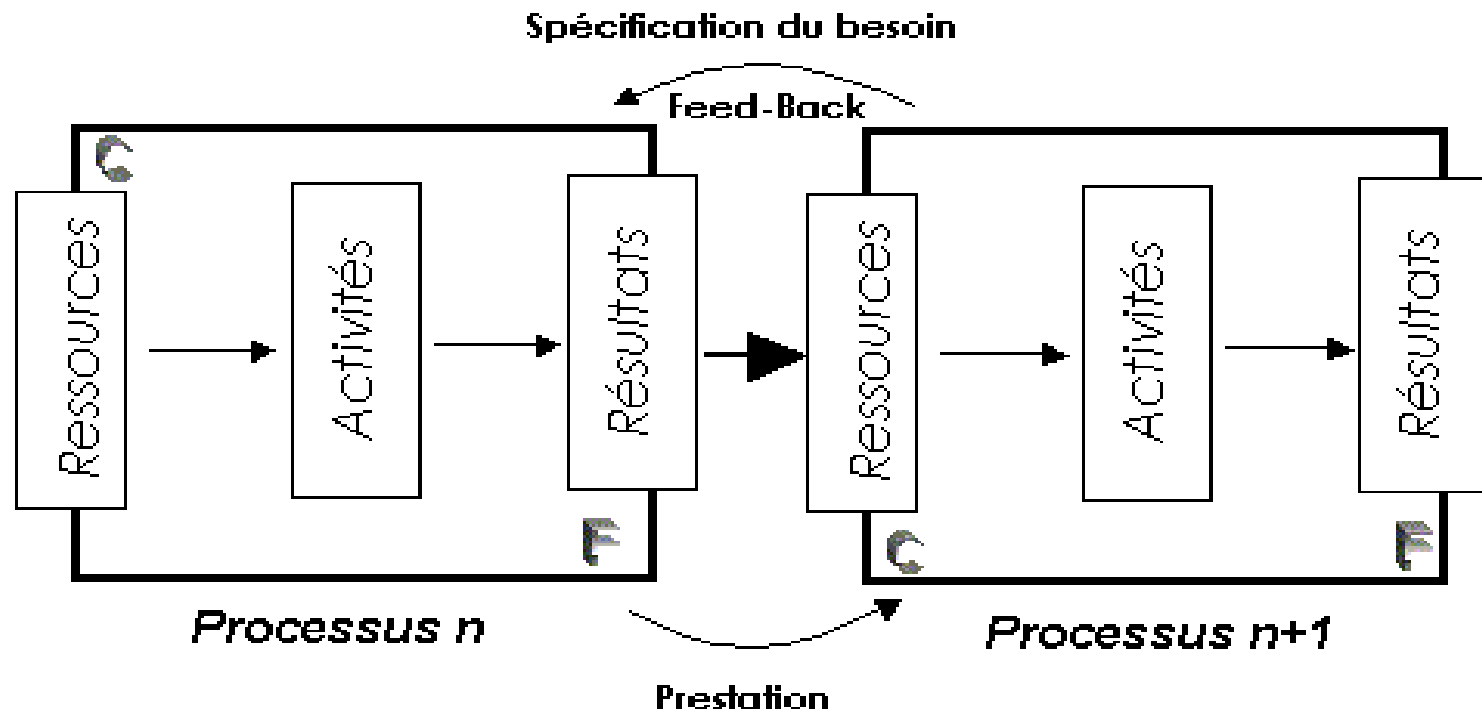 Spécification du besoin
Feed-Back
C
Ressources
Activités
Résultats
F
Ressources
Activités
Résultats
C
F
Processus n
Processus n+1
Prestation